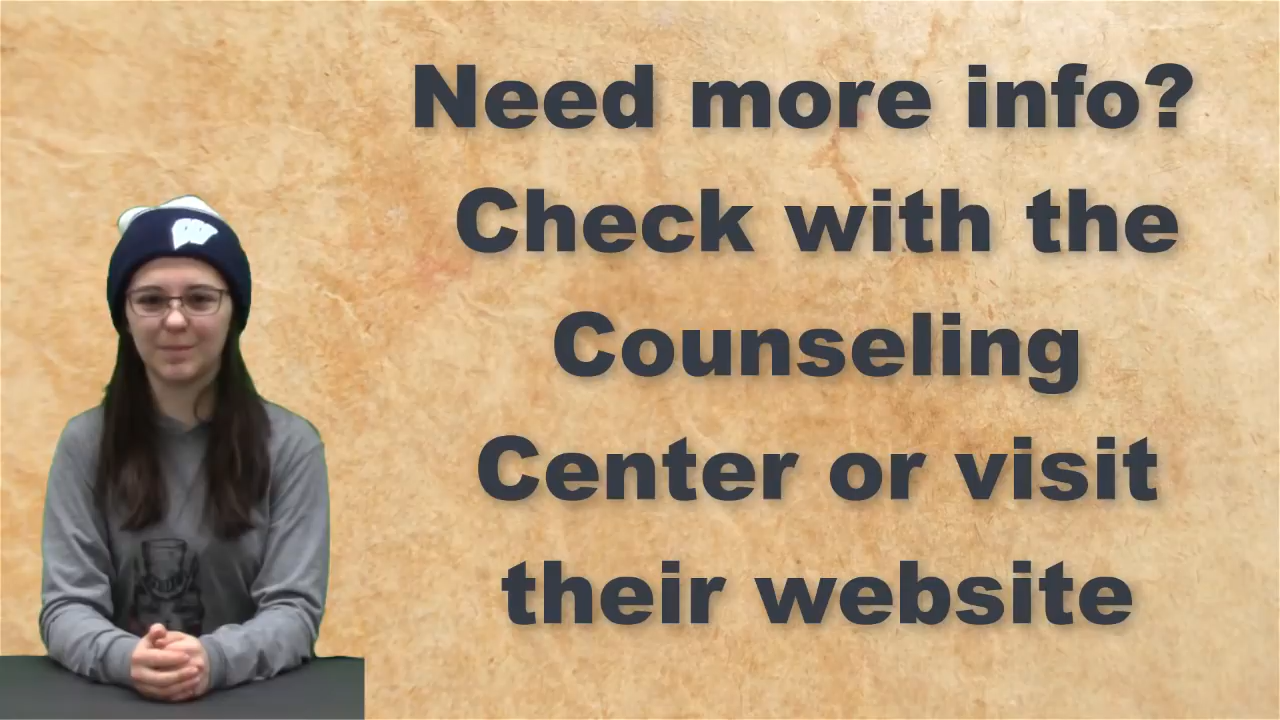 Need more info?
Check with the
Counseling
Center or visit
their website
W